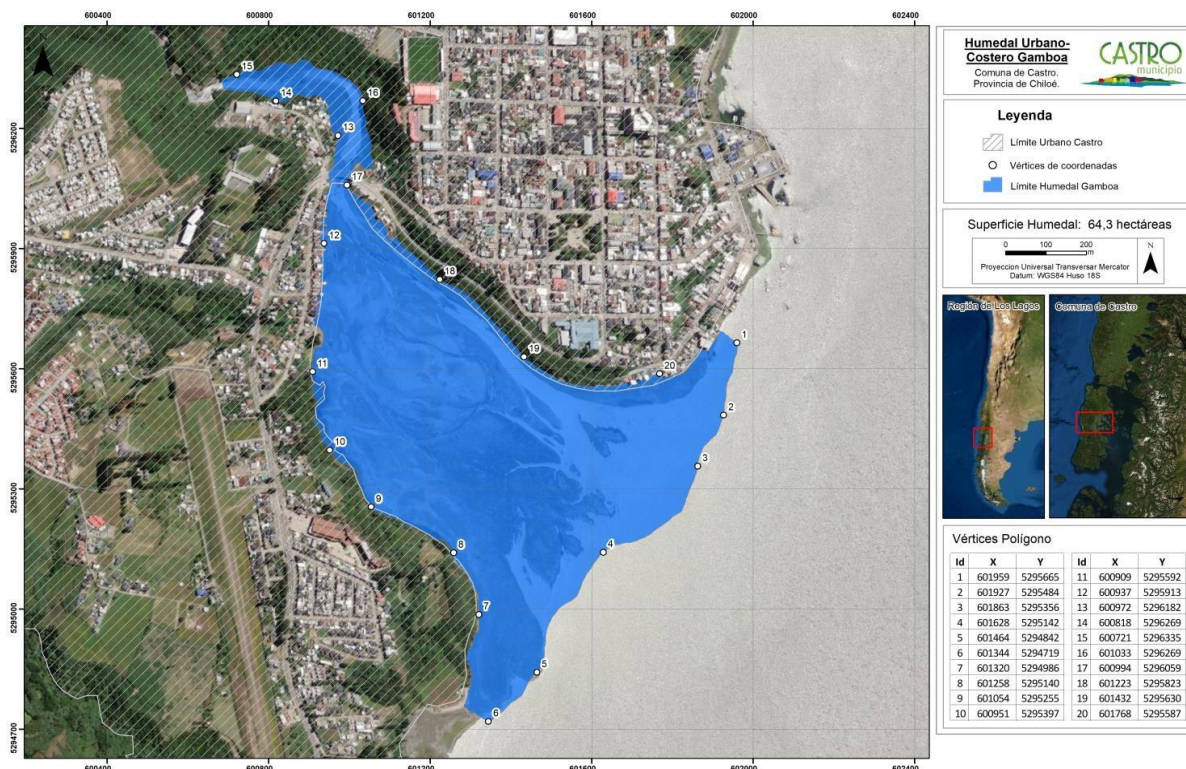 600400 600800 601200 601600 602000 602400
5296200
5295900
5295600
5295300
5295000
5294700
15
14
16
13
17
12
18
1
19
20
11
2
3
10
9
8
4
7
5
6
600400 600800 601200 601600 602000 602400
Humedal Urbano-
Costero Gamboa
Comuna de Castro.
Provincia de Chiloé.
CASTRO
municipio
Leyenda
Límite Urbano Castro
Vértices de coordenadas
Límite Humedal Gamboa
Superficie Humedal: 64,3 hectáreas
0 100 200
m
N
Proyeccion Universal Transversar Mercator
Datum: WGS84 Huso 18S
Región de Los Lagos
Comuna de Castro
Vértices Polígono
Id X Y Id X Y
1 601959 5295665 11 600909 5295592
2 601927 5295484 12 600937 5295913
3 601863 5295356 13 600972 5296182
4 601628 5295142 14 600818 5296269
5 601464 5294842 15 600721 5296335
6 601344 5294719 16 601033 5296269
7 601320 5294986 17 600994 5296059
8 601258 5295140 18 601223 5295823
9 601054 5295255 19 601432 5295630
10 600951 5295397 20 601768 5295587